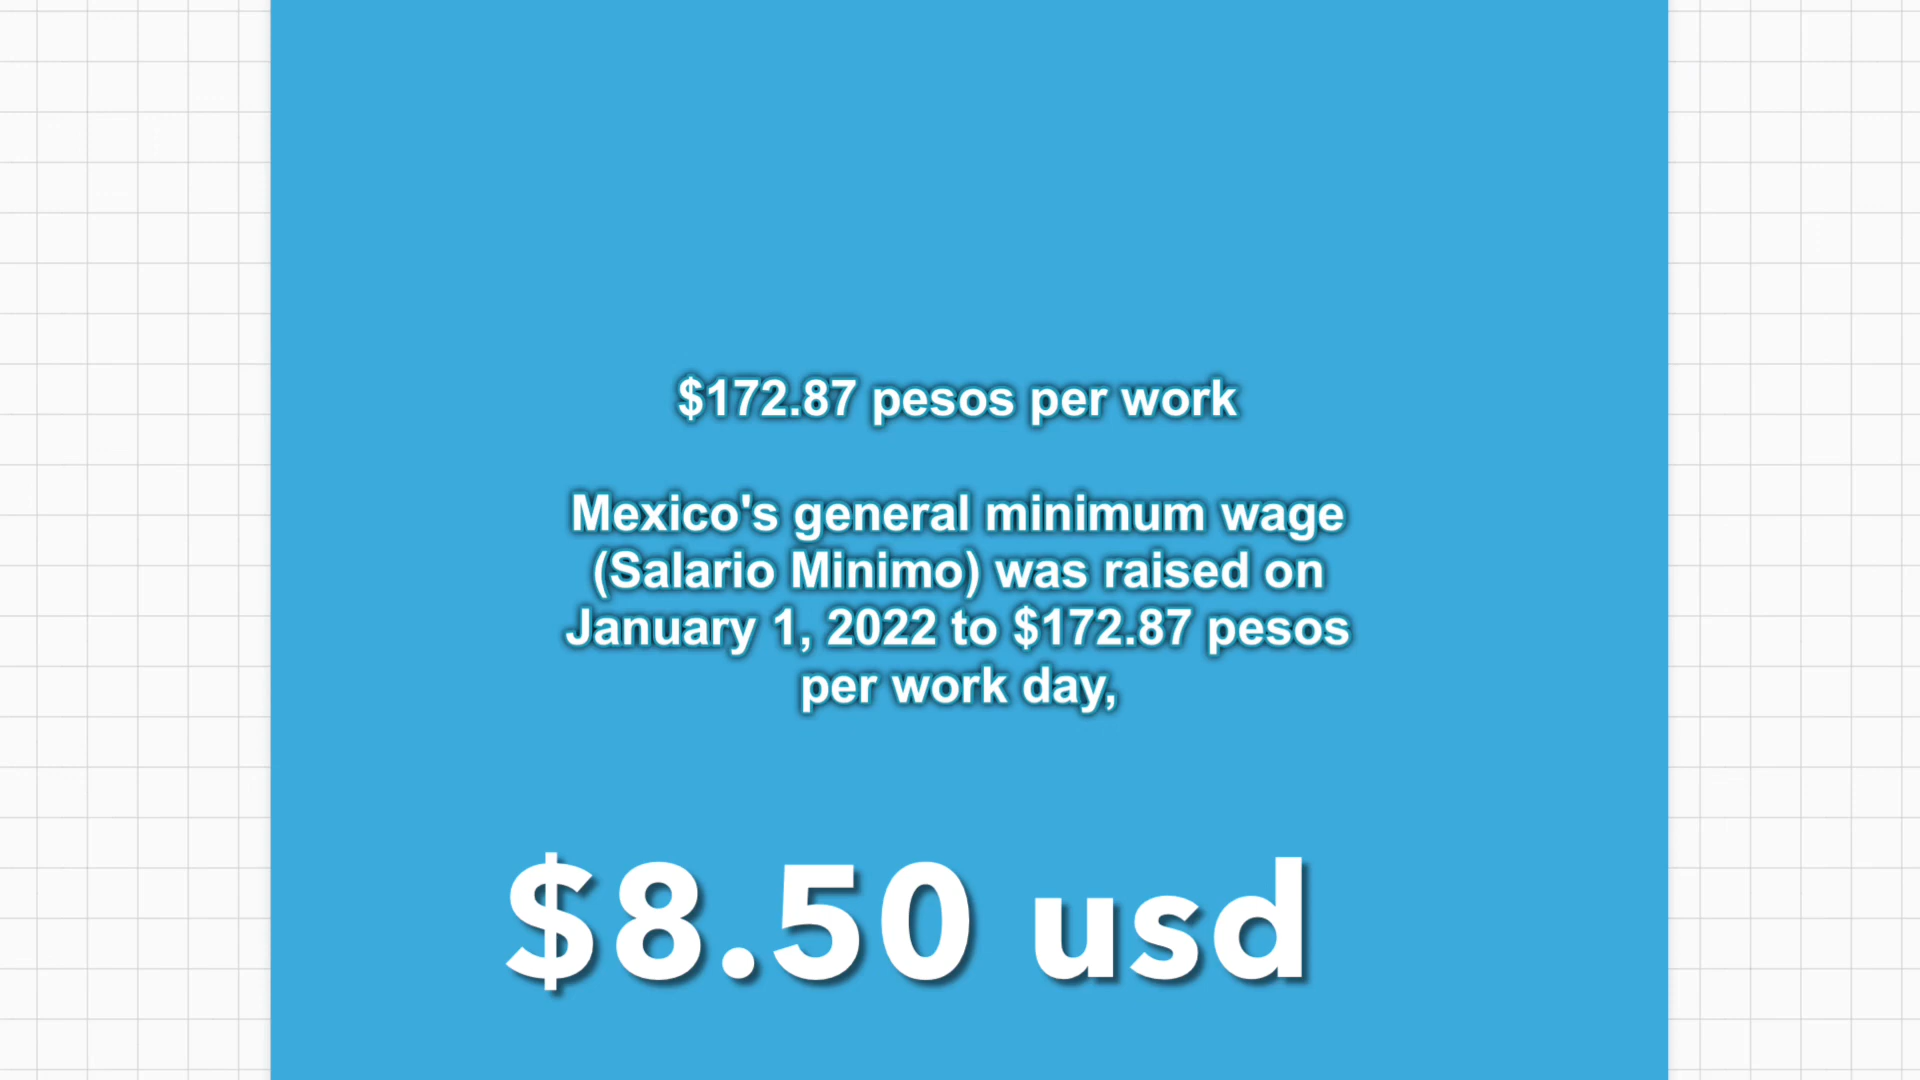 $172.87 pesos per work
Mexico's general minimum wage
(Salario Minimo) was raised on
January 1, 2022 to $172.87 pesos
per work day,
$8.50 usd